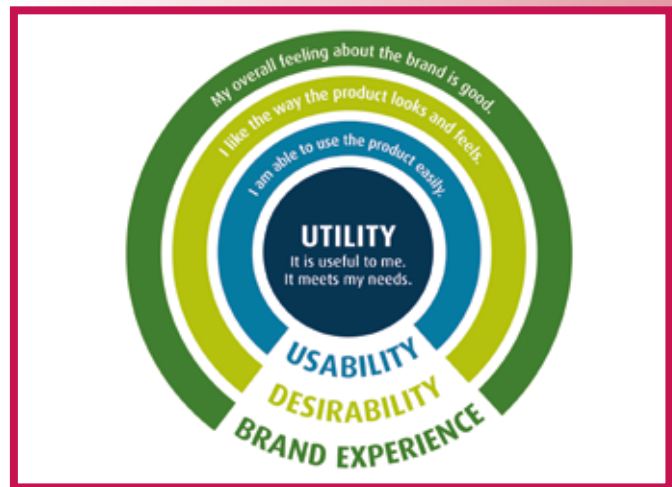 My overall feeling about the brand is good.
I like the way the product looks and feels.
I am able to use the product easily.
UTILITY
It is useful to me.
It meets my needs.
USABILITY
DESIRABILITY
BRAND EXPERIENCE